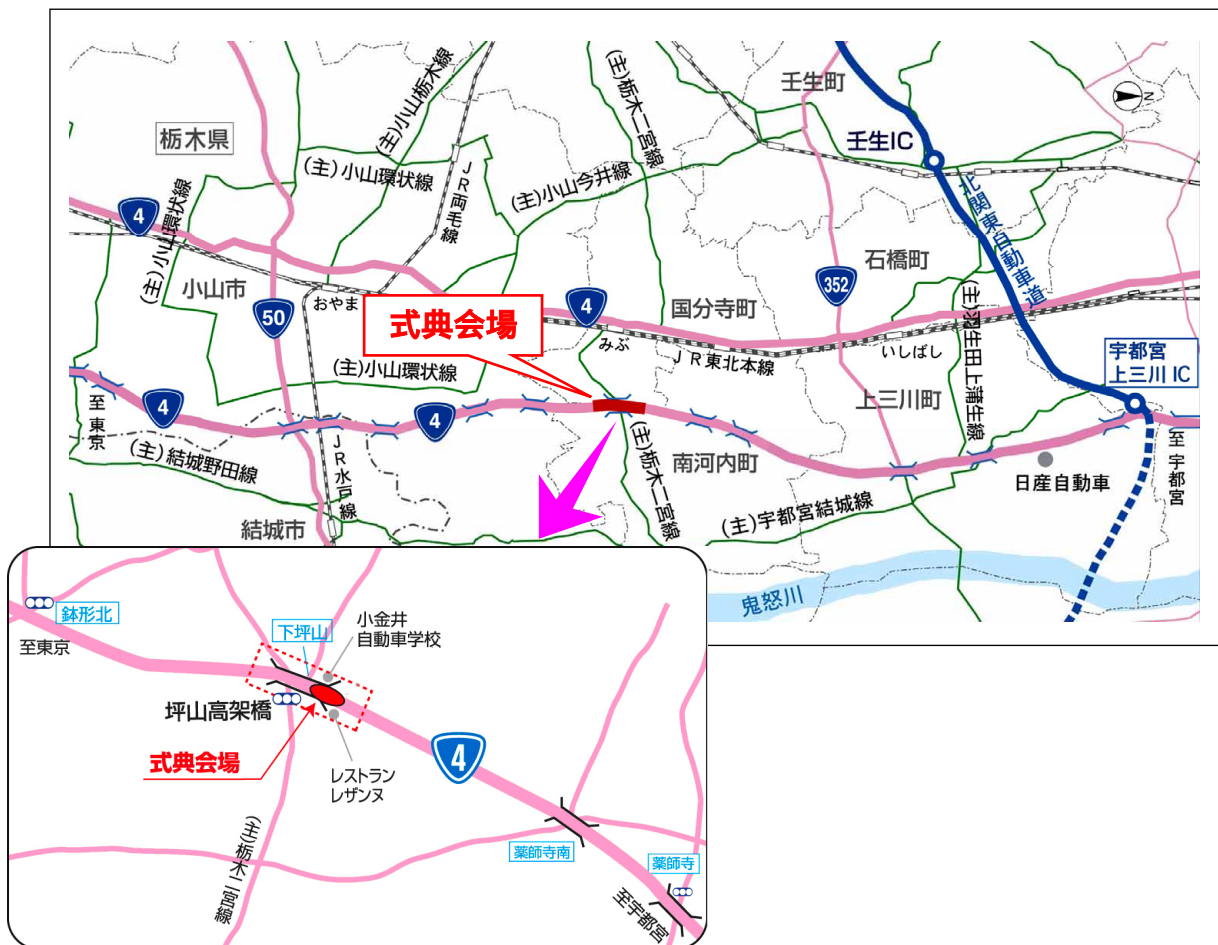 栃木県
(主)小山環状線
4
(主)小山環状線
(主)小山栃木線
JR両毛線
(主)小山今井線
(主)栃木二宮線
壬生町
壬生IC
N
北関東自動車道
小山市
50
おやま
式典会場
4
みぶ
国分寺町
JR東北本線
352
石橋町
いしばし
(主)羽生田上蒲生線
宇都宮
上三川 IC
(主)小山環状線
至 東京
4
4
上三川町
南河内町
日産自動車
至 宇都宮
(主)結城野田線
JR水戸線
結城市
(主)栃木二宮線
(主)宇都宮結城線
鬼怒川
鉢形北
至東京
下坪山
小金井
自動車学校
坪山高架橋
式典会場
レストラン
レザンヌ
4
(主)栃木二宮線
薬師寺南
薬師寺
至宇都宮